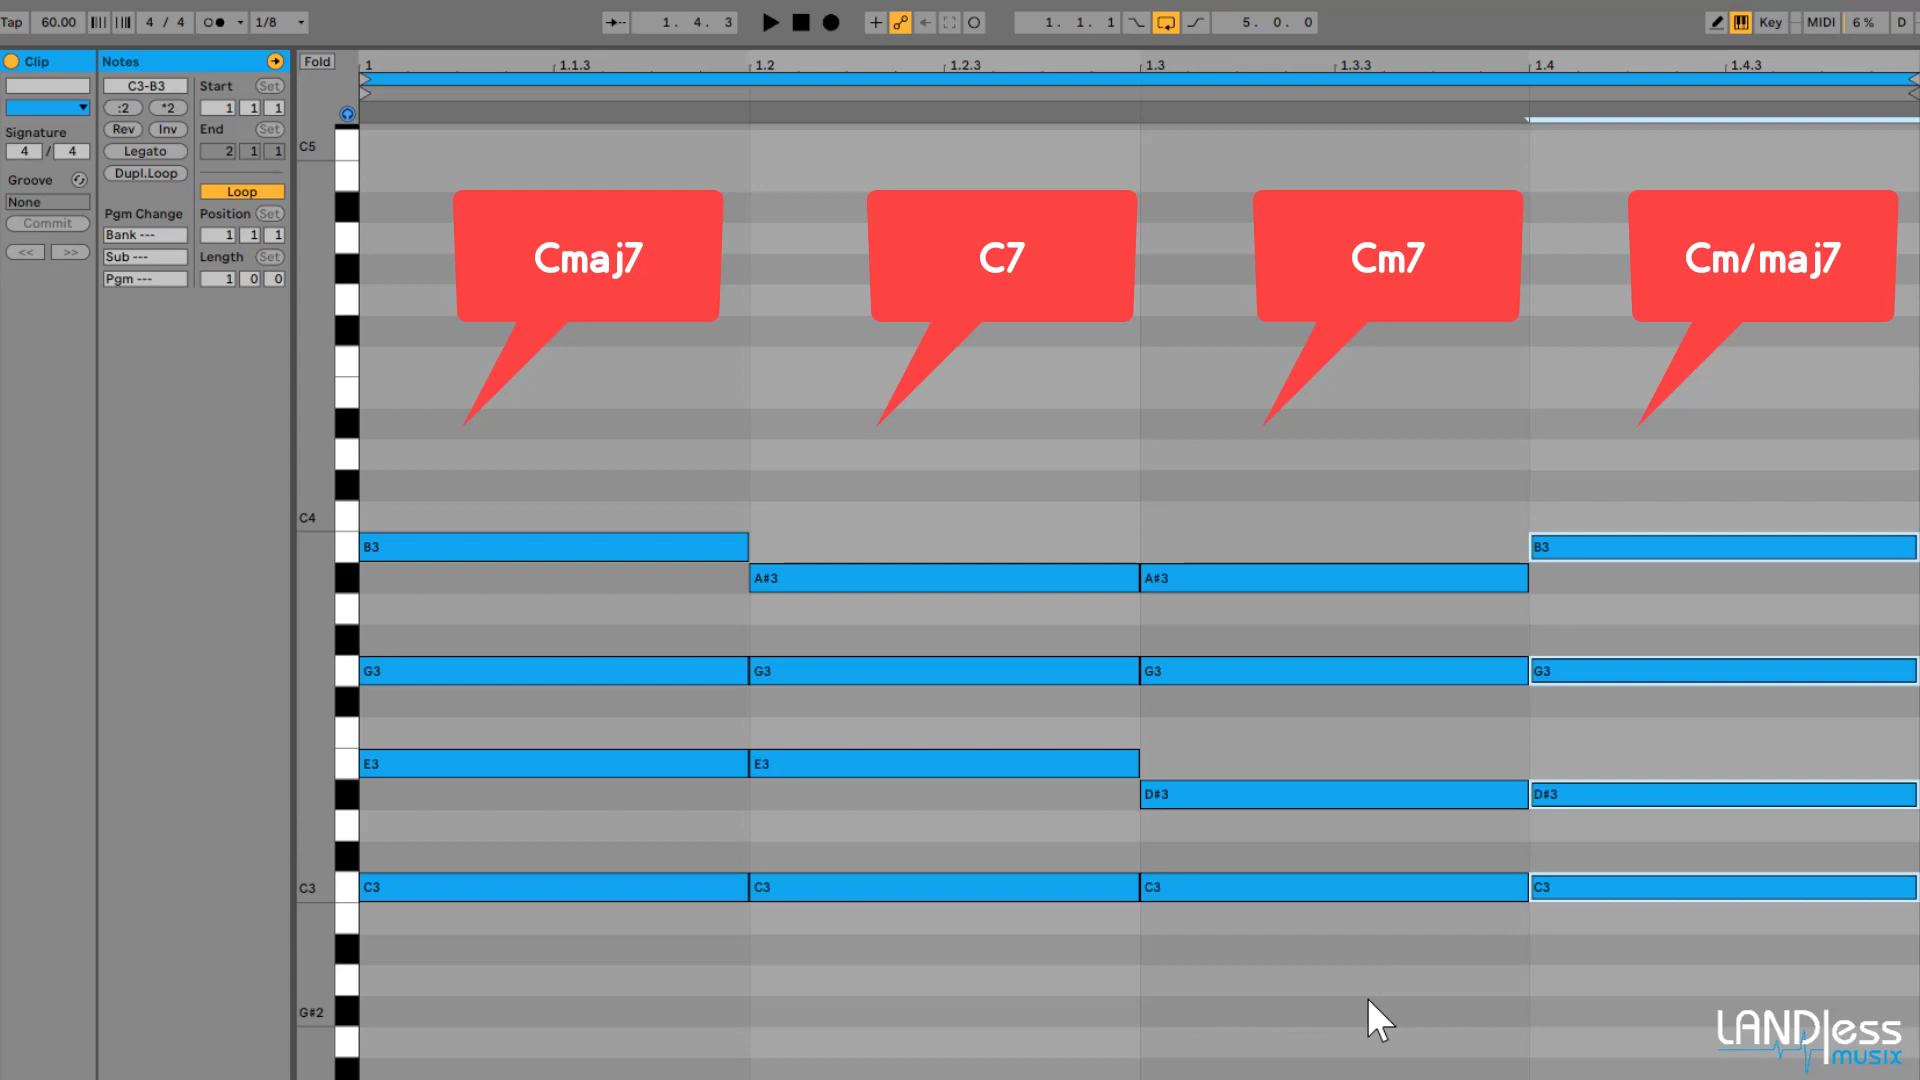 Tap 60.00 4 / 4 1/8 1. 4. 3 1. 1. 1 5. 0. 0 Key MIDI 6 % D
Clip Notes Fold 1 1.1.3 1.2 1.2.3 1.3 1.3.3 1.4 1.4.3
C3-B3 Start Set
:2 *2 1 1 1
Signature Rev Inv End Set
4 / 4 Legato 2 1 1
Groove Dupl.Loop
None Loop
Commit Pgm Change Position Set
Bank --- 1 1 1
<< >> Sub --- Length Set
Pgm --- 1 0 0
C5
Cmaj7 C7 Cm7 Cm/maj7
C4
B3 B3
A#3 A#3
G3 G3 G3 G3
E3 E3
D#3 D#3
C3 C3 C3 C3 C3
G#2
LANDless
musix